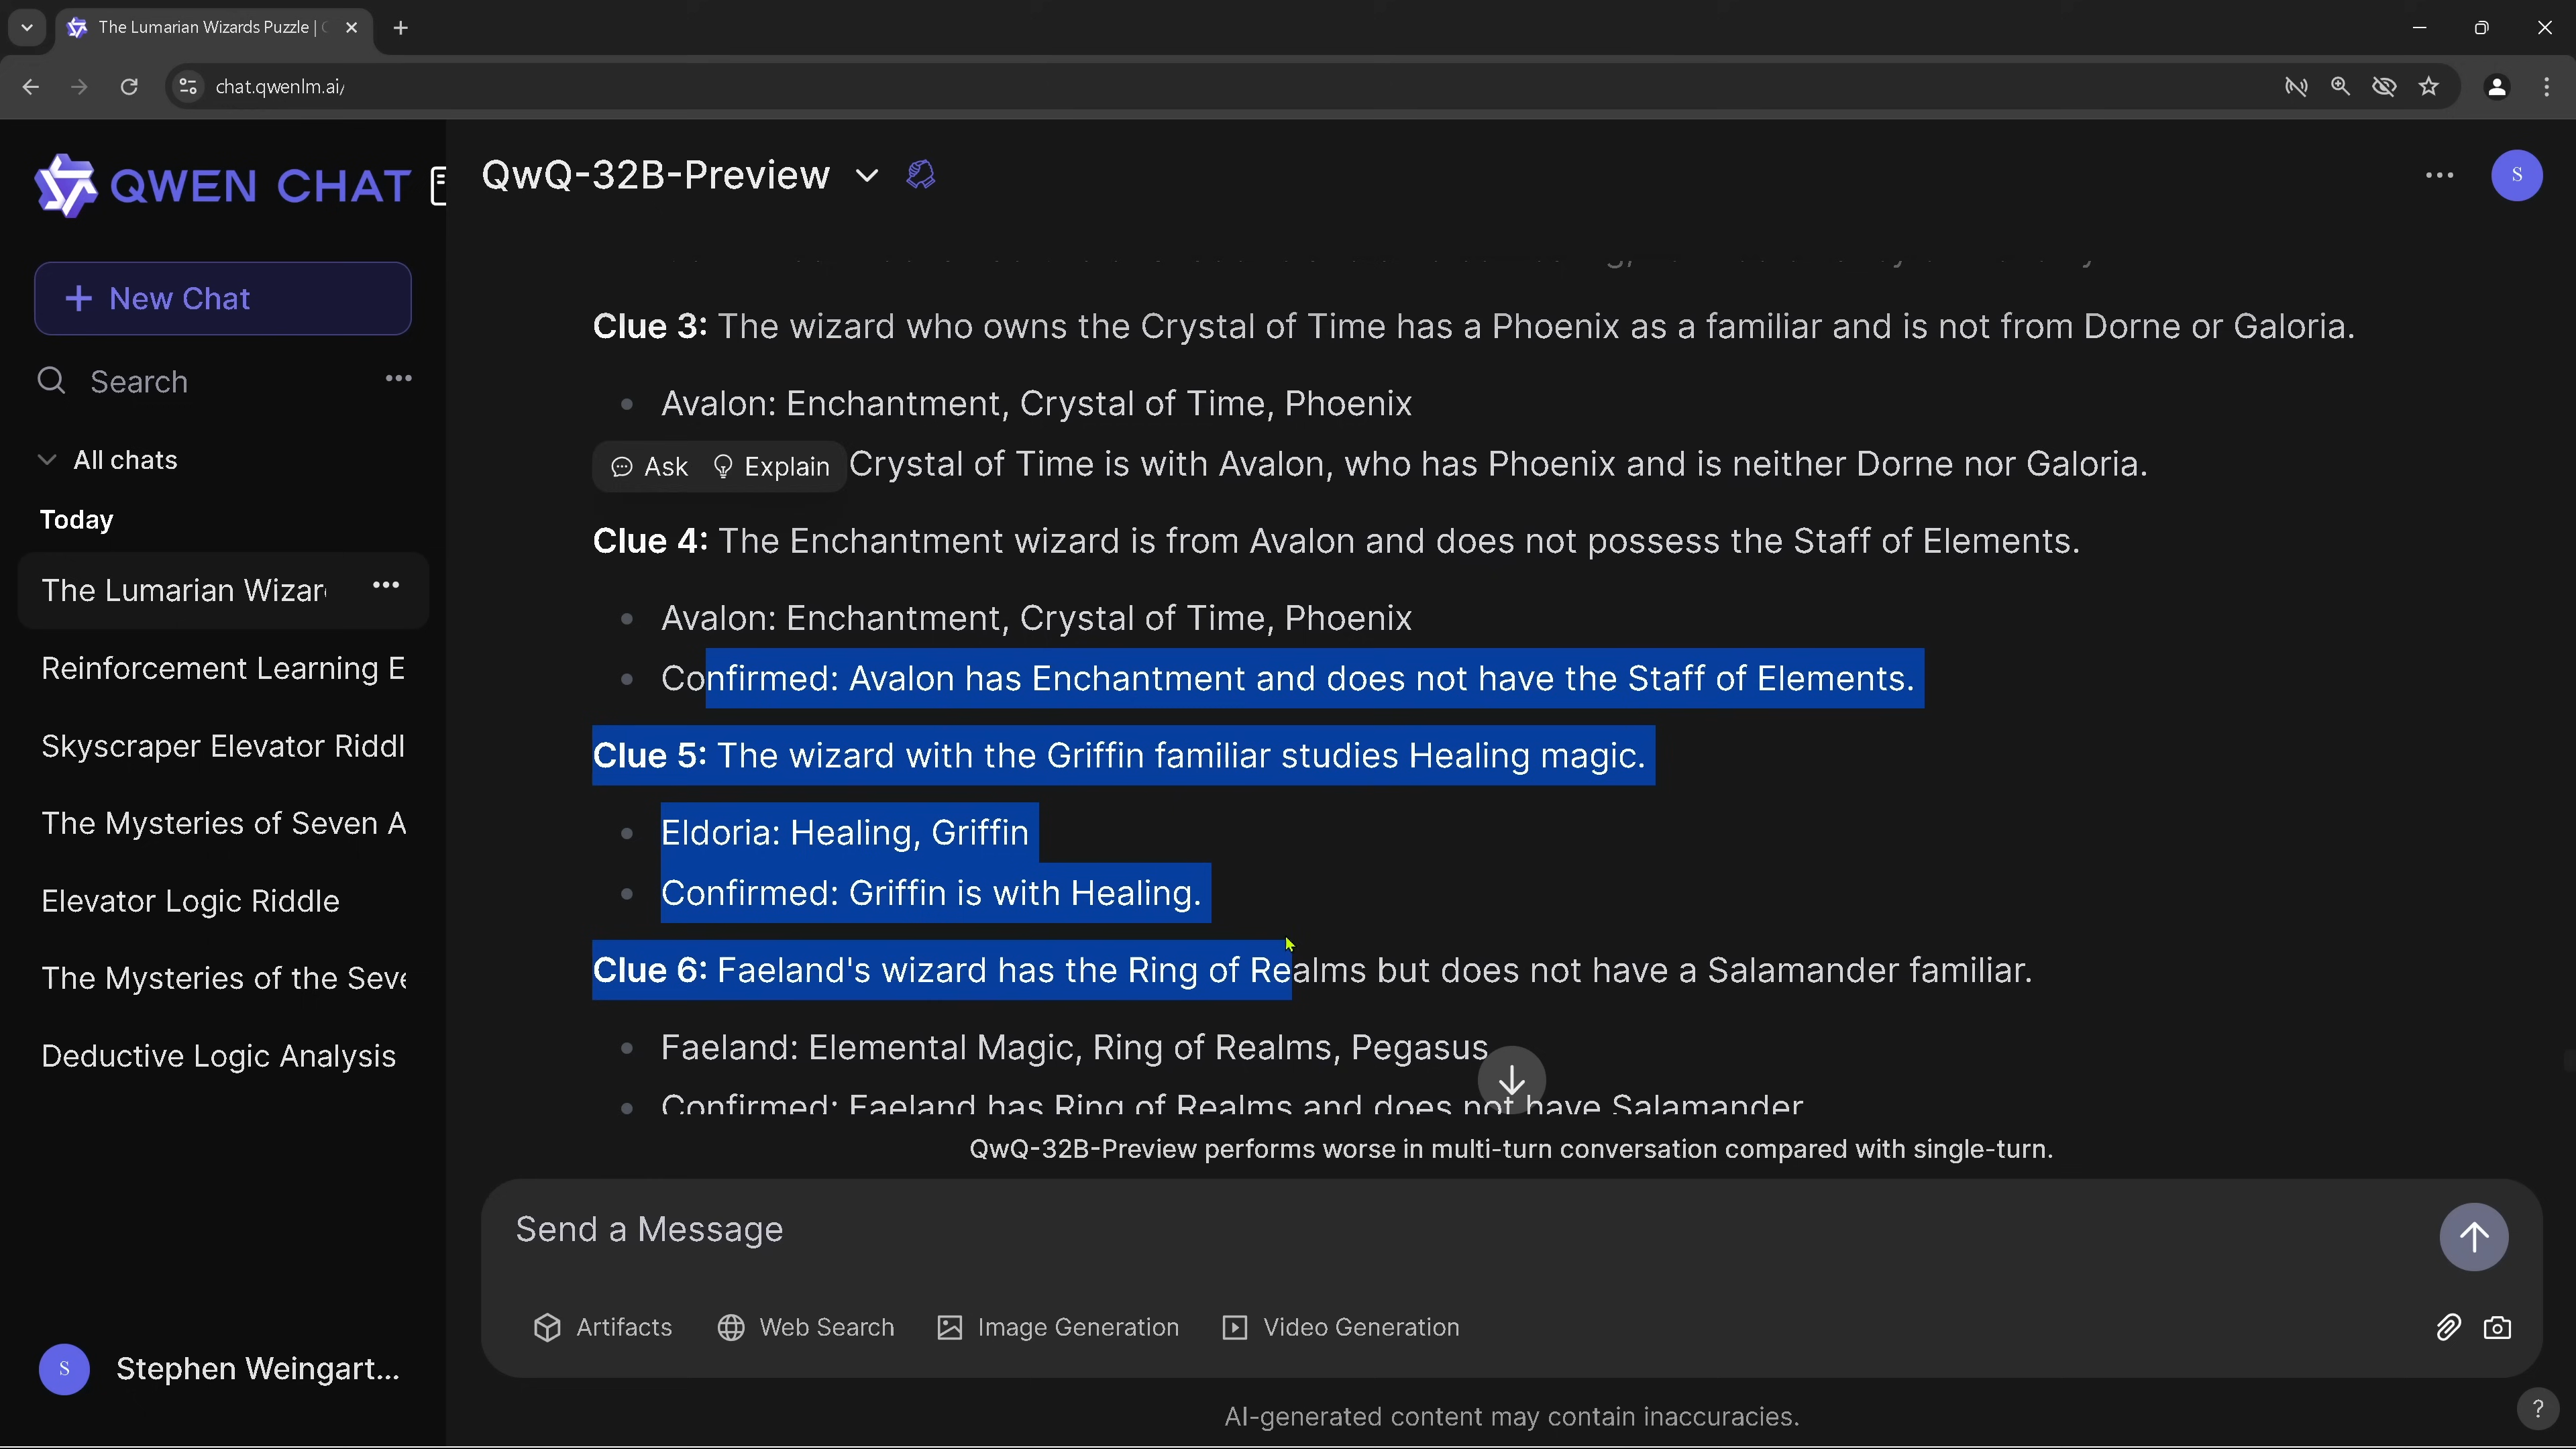 The Lumarian Wizards Puzzle |
chat.qwenlm.ai/
QWEN CHAT
New Chat
Search
All chats
Today
The Lumarian Wizar
Reinforcement Learning E
Skyscraper Elevator Riddl
The Mysteries of Seven A
Elevator Logic Riddle
The Mysteries of the Seve
Deductive Logic Analysis
S
Stephen Weingart...
QwQ-32B-Preview
S
Clue 3: The wizard who owns the Crystal of Time has a Phoenix as a familiar and is not from Dorne or Galoria.
Avalon: Enchantment, Crystal of Time, Phoenix
Ask Explain Crystal of Time is with Avalon, who has Phoenix and is neither Dorne nor Galoria.
Clue 4: The Enchantment wizard is from Avalon and does not possess the Staff of Elements.
Avalon: Enchantment, Crystal of Time, Phoenix
Confirmed: Avalon has Enchantment and does not have the Staff of Elements.
Clue 5: The wizard with the Griffin familiar studies Healing magic.
Eldoria: Healing, Griffin
Confirmed: Griffin is with Healing.
Clue 6: Faeland's wizard has the Ring of Realms but does not have a Salamander familiar.
Faeland: Elemental Magic, Ring of Realms, Pegasus
Confirmed: Faeland has Ring of Realms and does not have Salamander
QwQ-32B-Preview performs worse in multi-turn conversation compared with single-turn.
Send a Message
Artifacts Web Search Image Generation Video Generation
AI-generated content may contain inaccuracies.
?